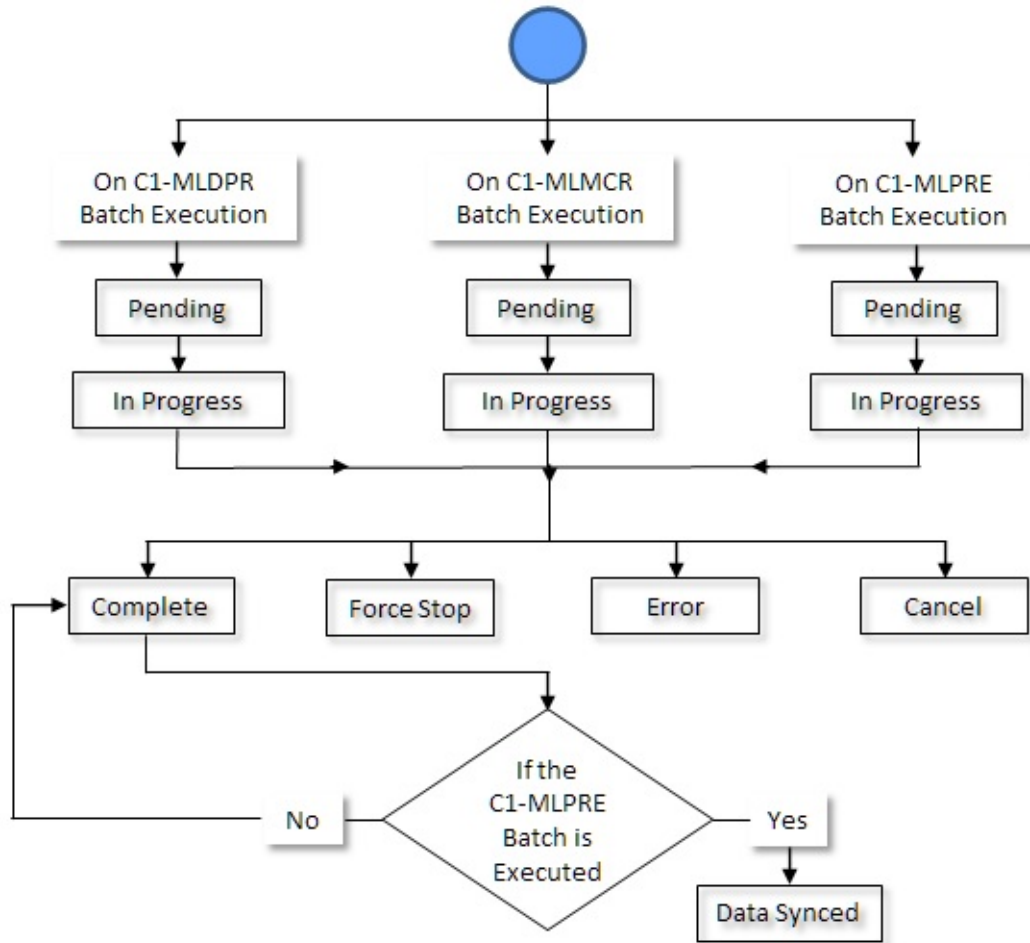 On C1-MLDPR
Batch Execution
On C1-MLMCR
Batch Execution
On C1-MLPRE
Batch Execution
Pending
Pending
Pending
In Progress
In Progress
In Progress
Complete
Force Stop
Error
Cancel
If the
C1-MLPRE
Batch is
Executed
No
Yes
Data Synced